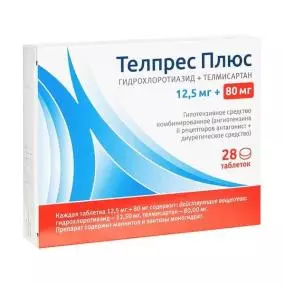 Телпрес Плюс
ГИДРОХЛОРОТИАЗИД + ТЕЛМИСАРТАН
12,5 мг + 80 мг
Гипотензивное средство
комбинированное (ангиотензина
II рецепторов антагонист +
диуретическое средство)
28 таблеток
Каждая таблетка 12,5 мг + 80 мг содержит: действующие вещества:
гидрохлоротиазид – 12,50 мг, телмисартан – 80,00 мг.
Препарат содержит маннитол и лактозы моногидрат.